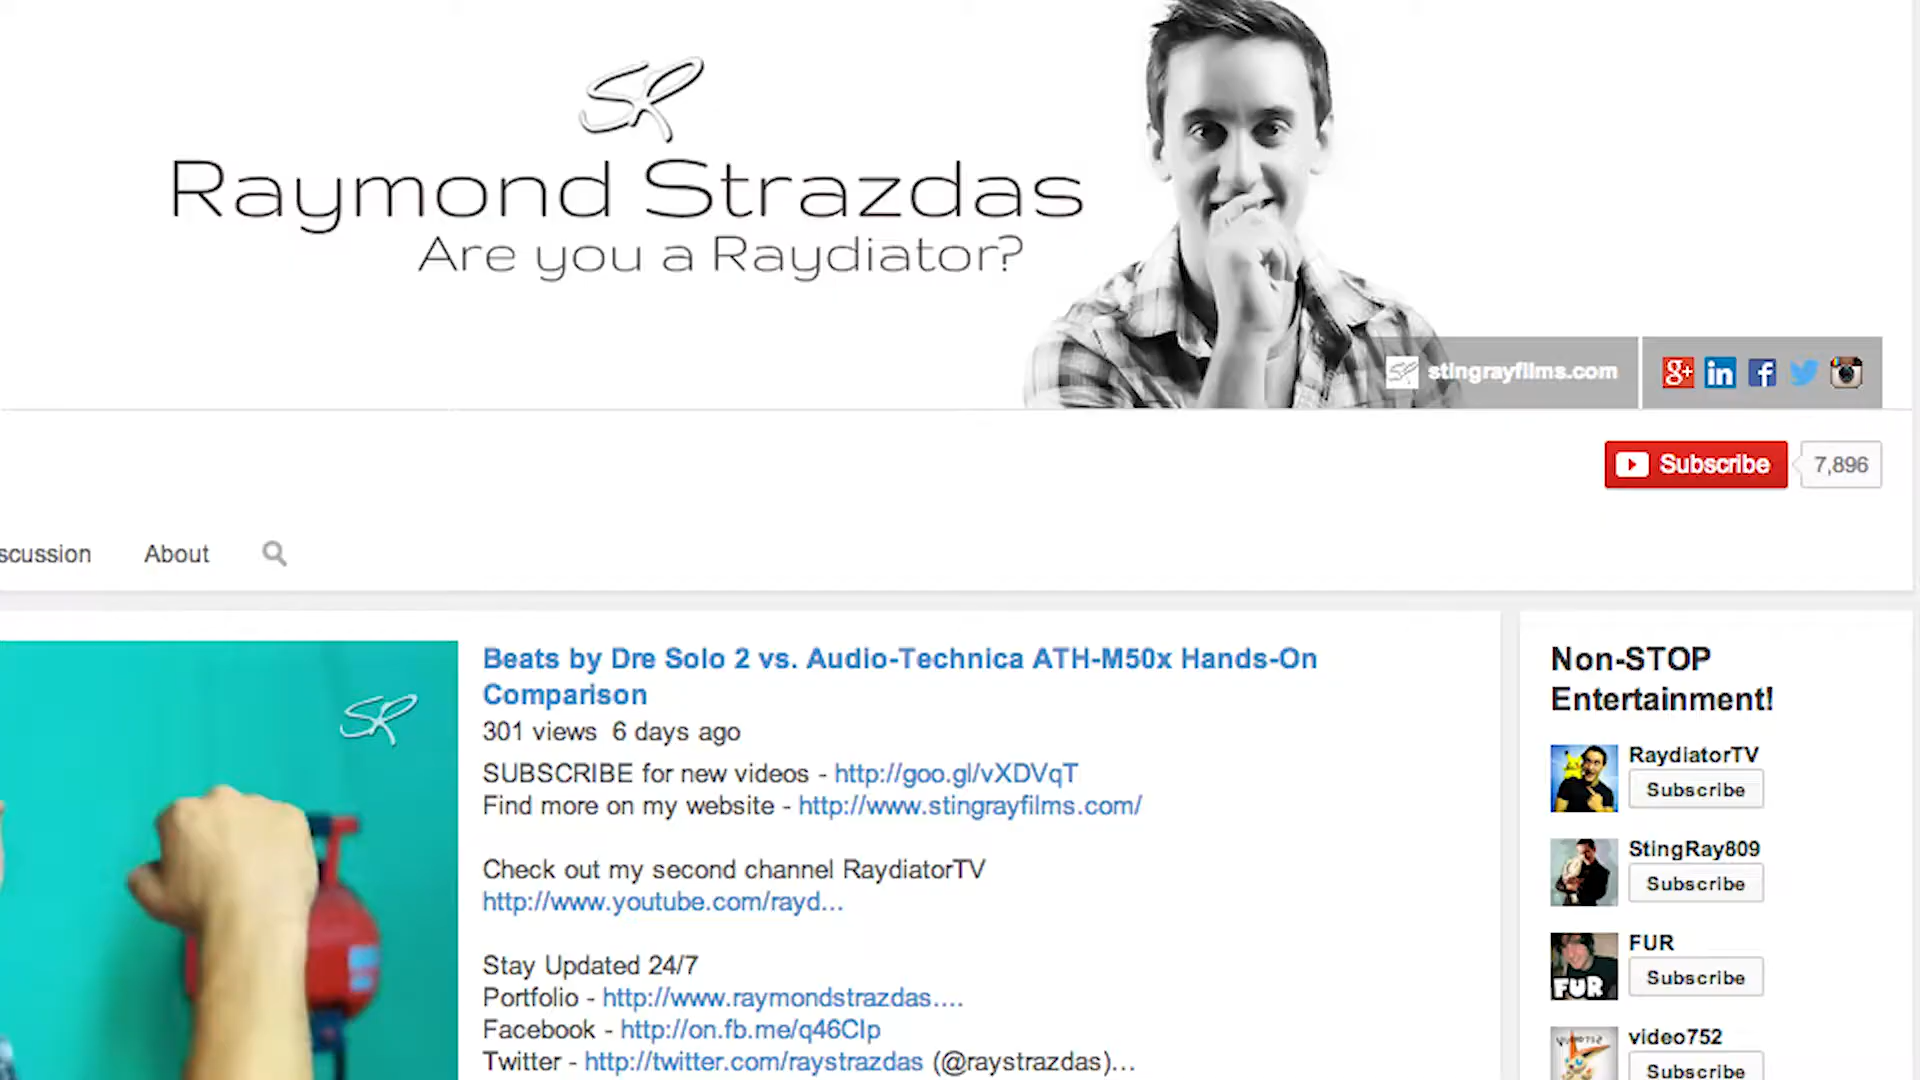 SR
Raymond Strazdas
Are you a Raydiator?
stingrayfilms.com
g+ in f
Subscribe 7,896
scussion About
SR
Beats by Dre Solo 2 vs. Audio-Technica ATH-M50x Hands-On
Comparison
301 views 6 days ago
SUBSCRIBE for new videos - http://goo.gl/vXDVqT
Find more on my website - http://www.stingrayfilms.com/
Check out my second channel RaydiatorTV
http://www.youtube.com/rayd...
Stay Updated 24/7
Portfolio - http://www.raymondstrazdas....
Facebook - http://on.fb.me/q46CIp
Twitter - http://twitter.com/raystrazdas (@raystrazdas)...
Non-STOP
Entertainment!
RaydiatorTV
Subscribe
StingRay809
Subscribe
FUR
FUR
Subscribe
video752
Subscribe